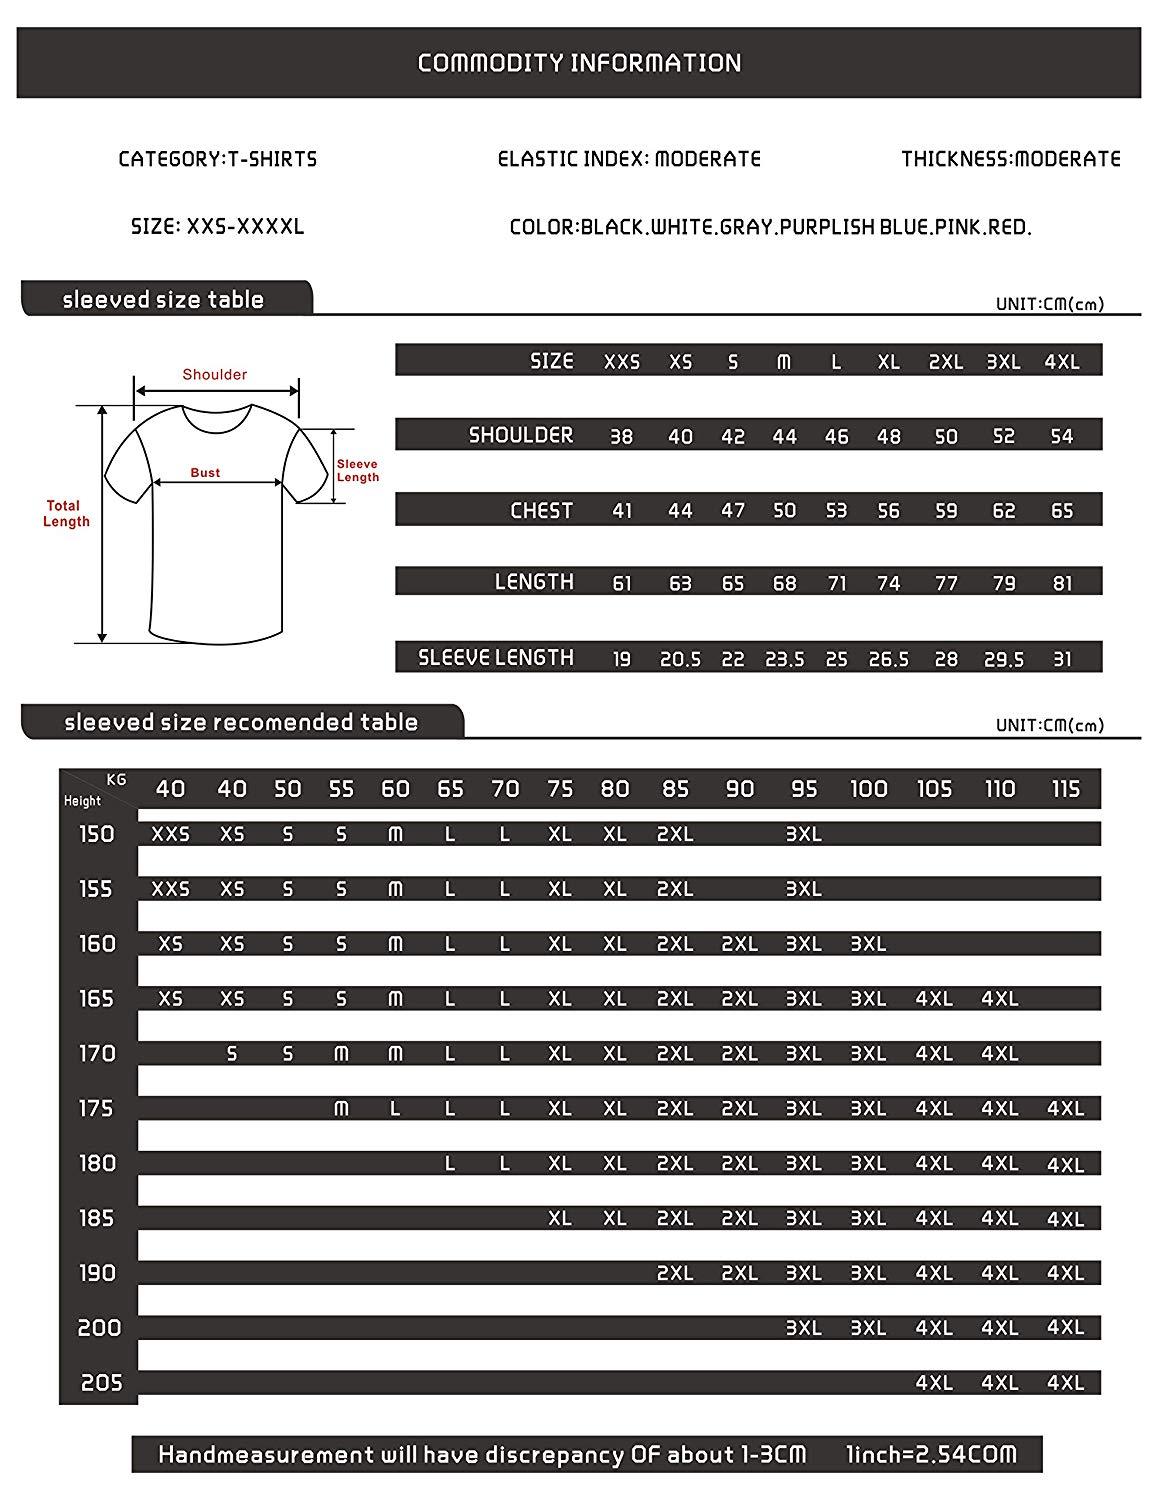 COMMODITY INFORMATION
CATEGORY:T-SHIRTS ELASTIC INDEX: MODERATE THICKNESS:MODERATE
SIZE: XXS-XXXXL COLOR:BLACK.WHITE.GRAY.PURPLISH BLUE.PINK.RED.
sleeved size table UNIT:CM(cm)
Shoulder
Bust
Sleeve
Length
Total
Length
SIZE XXS XS S M L XL 2XL 3XL 4XL
SHOULDER 38 40 42 44 46 48 50 52 54
CHEST 41 44 47 50 53 56 59 62 65
LENGTH 61 63 65 68 71 74 77 79 81
SLEEVE LENGTH 19 20.5 22 23.5 25 26.5 28 29.5 31
sleeved size recomended table UNIT:CM(cm)
KG 40 40 50 55 60 65 70 75 80 85 90 95 100 105 110 115
Height
150 XXS XS S S M L L XL XL 2XL 3XL
155 XXS XS S S M L L XL XL 2XL 3XL
160 XS XS S S M L L XL XL 2XL 2XL 3XL 3XL
165 XS XS S S M L L XL XL 2XL 2XL 3XL 3XL 4XL 4XL
170 S S M M L L XL XL 2XL 2XL 3XL 3XL 4XL 4XL
175 M L L L XL XL 2XL 2XL 3XL 3XL 4XL 4XL 4XL
180 L L XL XL 2XL 2XL 3XL 3XL 4XL 4XL 4XL
185 XL XL 2XL 2XL 3XL 3XL 4XL 4XL 4XL
190 2XL 2XL 3XL 3XL 4XL 4XL 4XL
200 3XL 3XL 4XL 4XL 4XL
205 4XL 4XL 4XL
Handmeasurement will have discrepancy OF about 1-3CM 1inch=2.54COM